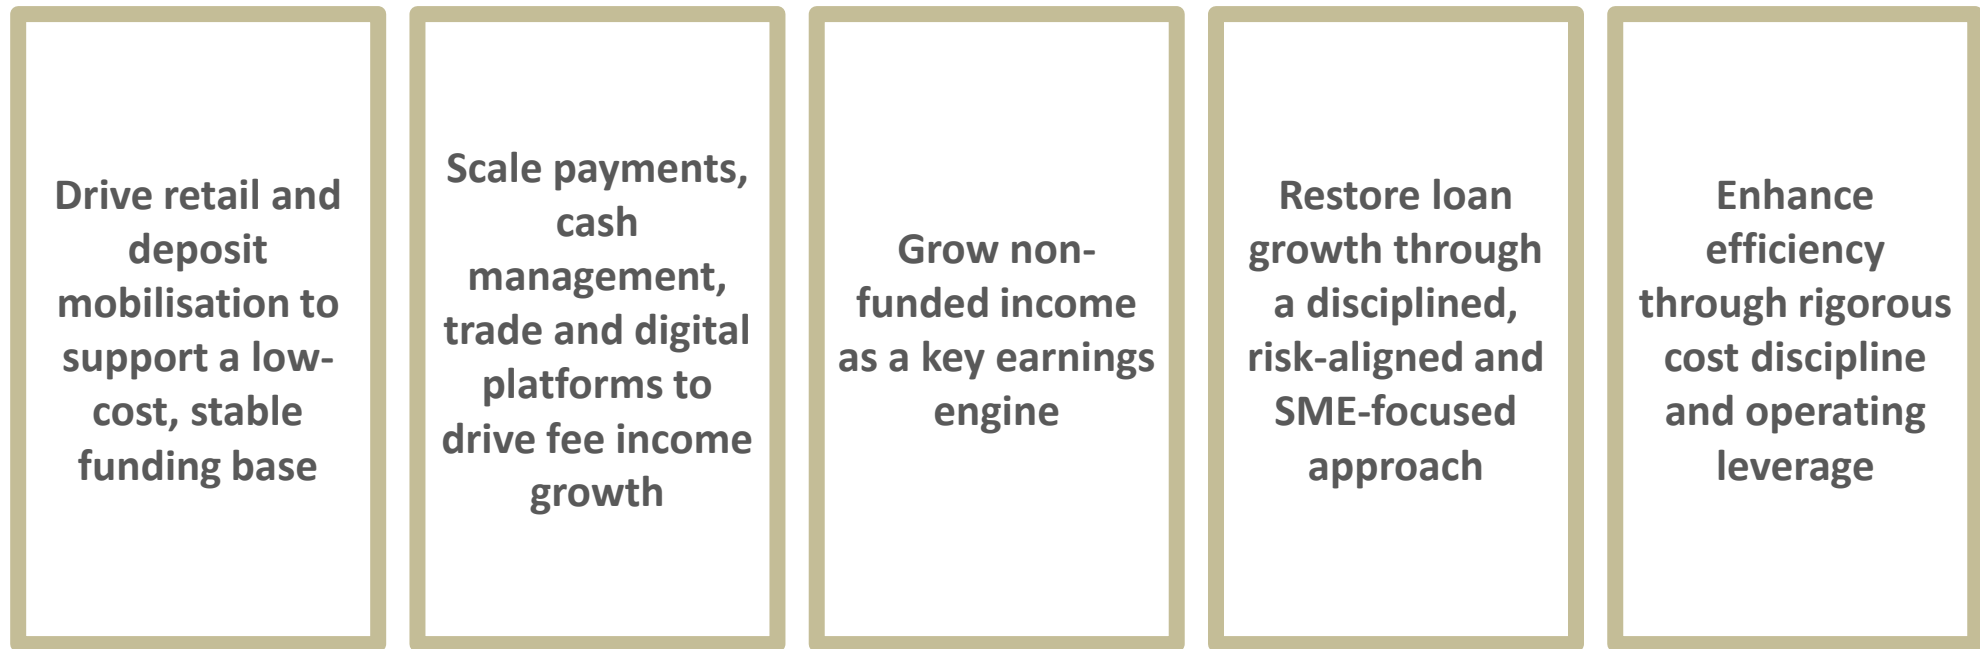 Drive retail and
deposit
mobilisation to
support a low-
cost, stable
funding base
Scale payments,
cash
management,
trade and digital
platforms to
drive fee income
growth
Grow non-
funded income
as a key earnings
engine
Restore loan
growth through
a disciplined,
risk-aligned and
SME-focused
approach
Enhance
efficiency
through rigorous
cost discipline
and operating
leverage